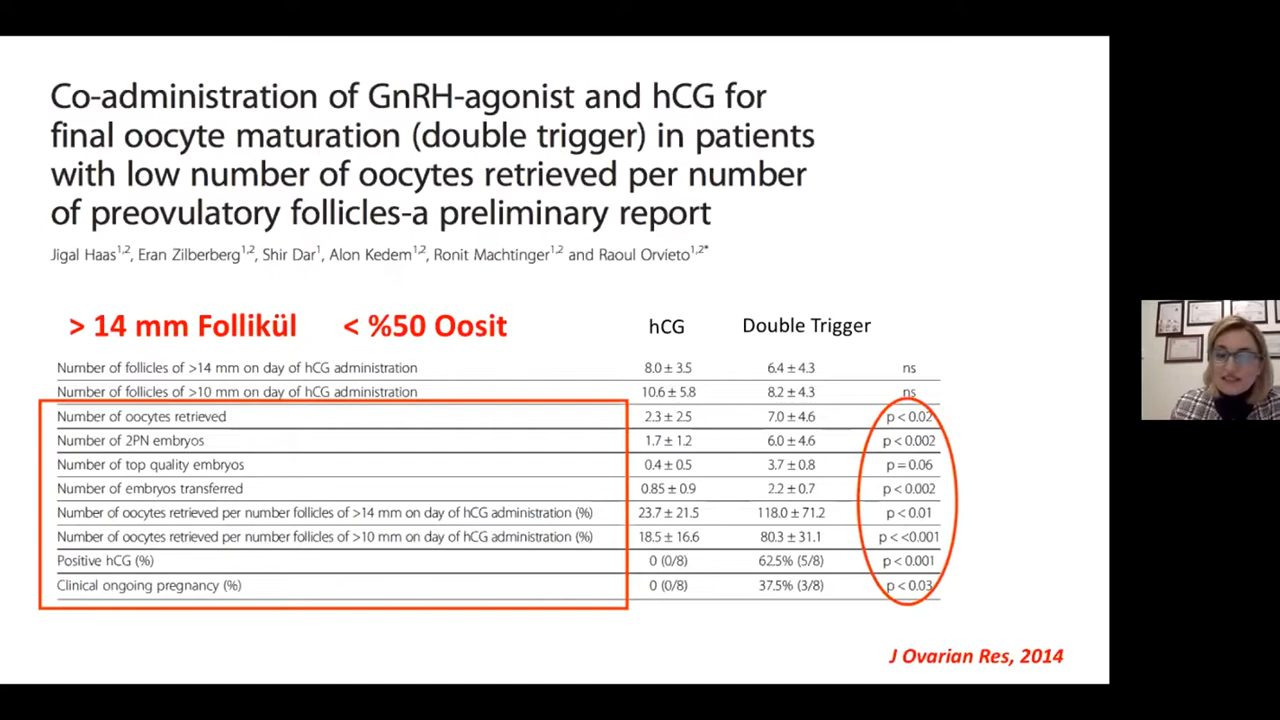 Co-administration of GnRH-agonist and hCG for
final oocyte maturation (double trigger) in patients
with low number of oocytes retrieved per number
of preovulatory follicles-a preliminary report
Jigal Haas1,2, Eran Zilberberg1,2, Shir Dar1, Alon Kedem1,2, Ronit Machtinger1,2 and Raoul Orvieto1,2*
> 14 mm Follikül < %50 Oosit hCG Double Trigger
Number of follicles of >14 mm on day of hCG administration 8.0 ± 3.5 6.4 ± 4.3 ns
Number of follicles of >10 mm on day of hCG administration 10.6 ± 5.8 8.2 ± 4.3 ns
Number of oocytes retrieved 2.3 ± 2.5 7.0 ± 4.6 p < 0.02
Number of 2PN embryos 1.7 ± 1.2 6.0 ± 4.6 p < 0.002
Number of top quality embryos 0.4 ± 0.5 3.7 ± 0.8 p = 0.06
Number of embryos transferred 0.85 ± 0.9 2.2 ± 0.7 p < 0.002
Number of oocytes retrieved per number follicles of >14 mm on day of hCG administration (%) 23.7 ± 21.5 118.0 ± 71.2 p < 0.01
Number of oocytes retrieved per number follicles of >10 mm on day of hCG administration (%) 18.5 ± 16.6 80.3 ± 31.1 p < <0.001
Positive hCG (%) 0 (0/8) 62.5% (5/8) p < 0.001
Clinical ongoing pregnancy (%) 0 (0/8) 37.5% (3/8) p < 0.03
J Ovarian Res, 2014